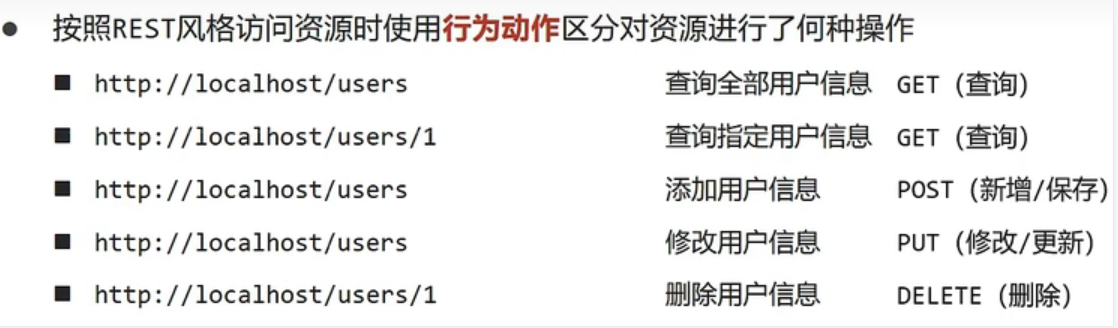 ● 按照REST风格访问资源时使用行为动作区分对资源进行了何种操作
■ http://localhost/users 查询全部用户信息 GET（查询）
■ http://localhost/users/1 查询指定用户信息 GET（查询）
■ http://localhost/users 添加用户信息 POST（新增/保存）
■ http://localhost/users 修改用户信息 PUT（修改/更新）
■ http://localhost/users/1 删除用户信息 DELETE（删除）